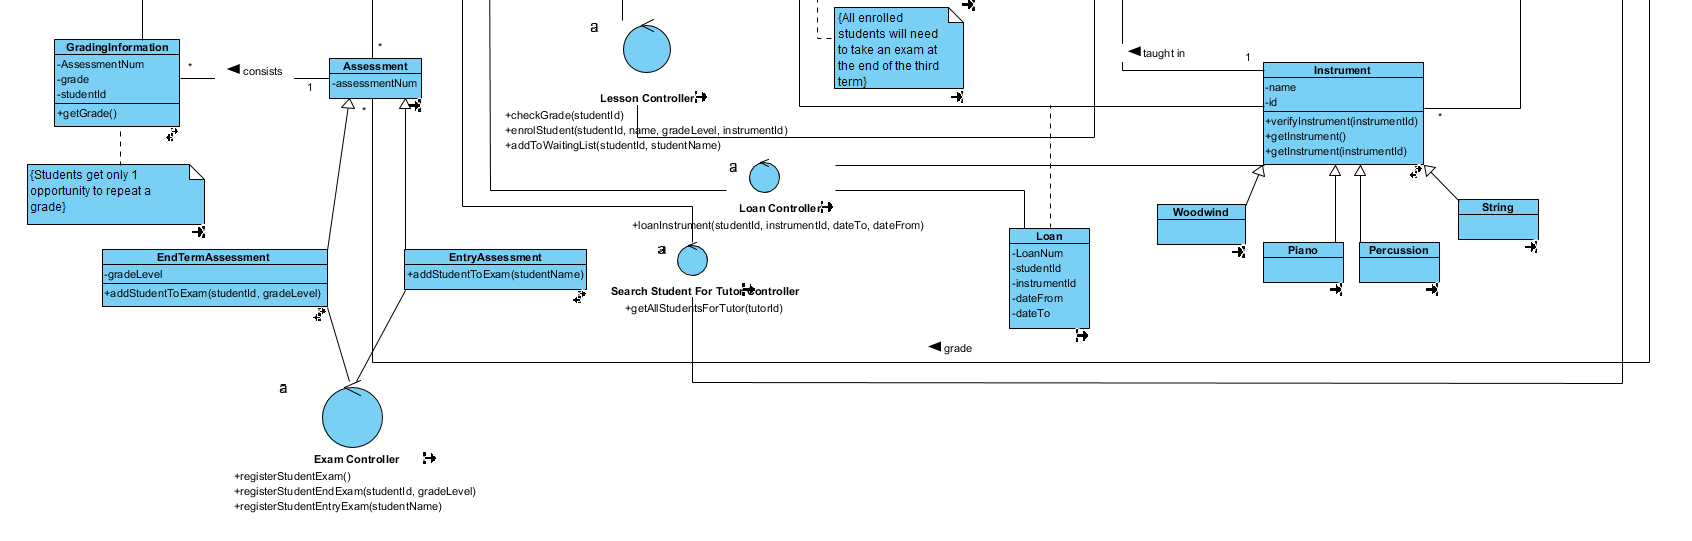 GradingInformation
-AssessmentNum
-grade
-studentId
+getGrade()
*
consists
1
*
Assessment
-assessmentNum
*
{Students get only 1
opportunity to repeat a
grade}
EndTermAssessment
-gradeLevel
+addStudentToExam(studentId, gradeLevel)
EntryAssessment
+addStudentToExam(studentName)
a
Exam Controller
+registerStudentExam()
+registerStudentEndExam(studentId, gradeLevel)
+registerStudentEntryExam(studentName)
a
Lesson Controller
+checkGrade(studentId)
+enrolStudent(studentId, name, gradeLevel, instrumentId)
+addToWaitingList(studentId, studentName)
a
Loan Controller
+loanInstrument(studentId, instrumentId, dateTo, dateFrom)
a
Search Student For Tutor Controller
+getAllStudentsForTutor(tutorId)
{All enrolled
students will need
to take an exam at
the end of the third
term}
Loan
-LoanNum
-studentId
-instrumentId
-dateFrom
-dateTo
grade
taught in
1
Instrument
-name
-id
+verifyInstrument(instrumentId)
+getInstrument()
+getInstrument(instrumentId)
*
Woodwind
Piano
Percussion
String